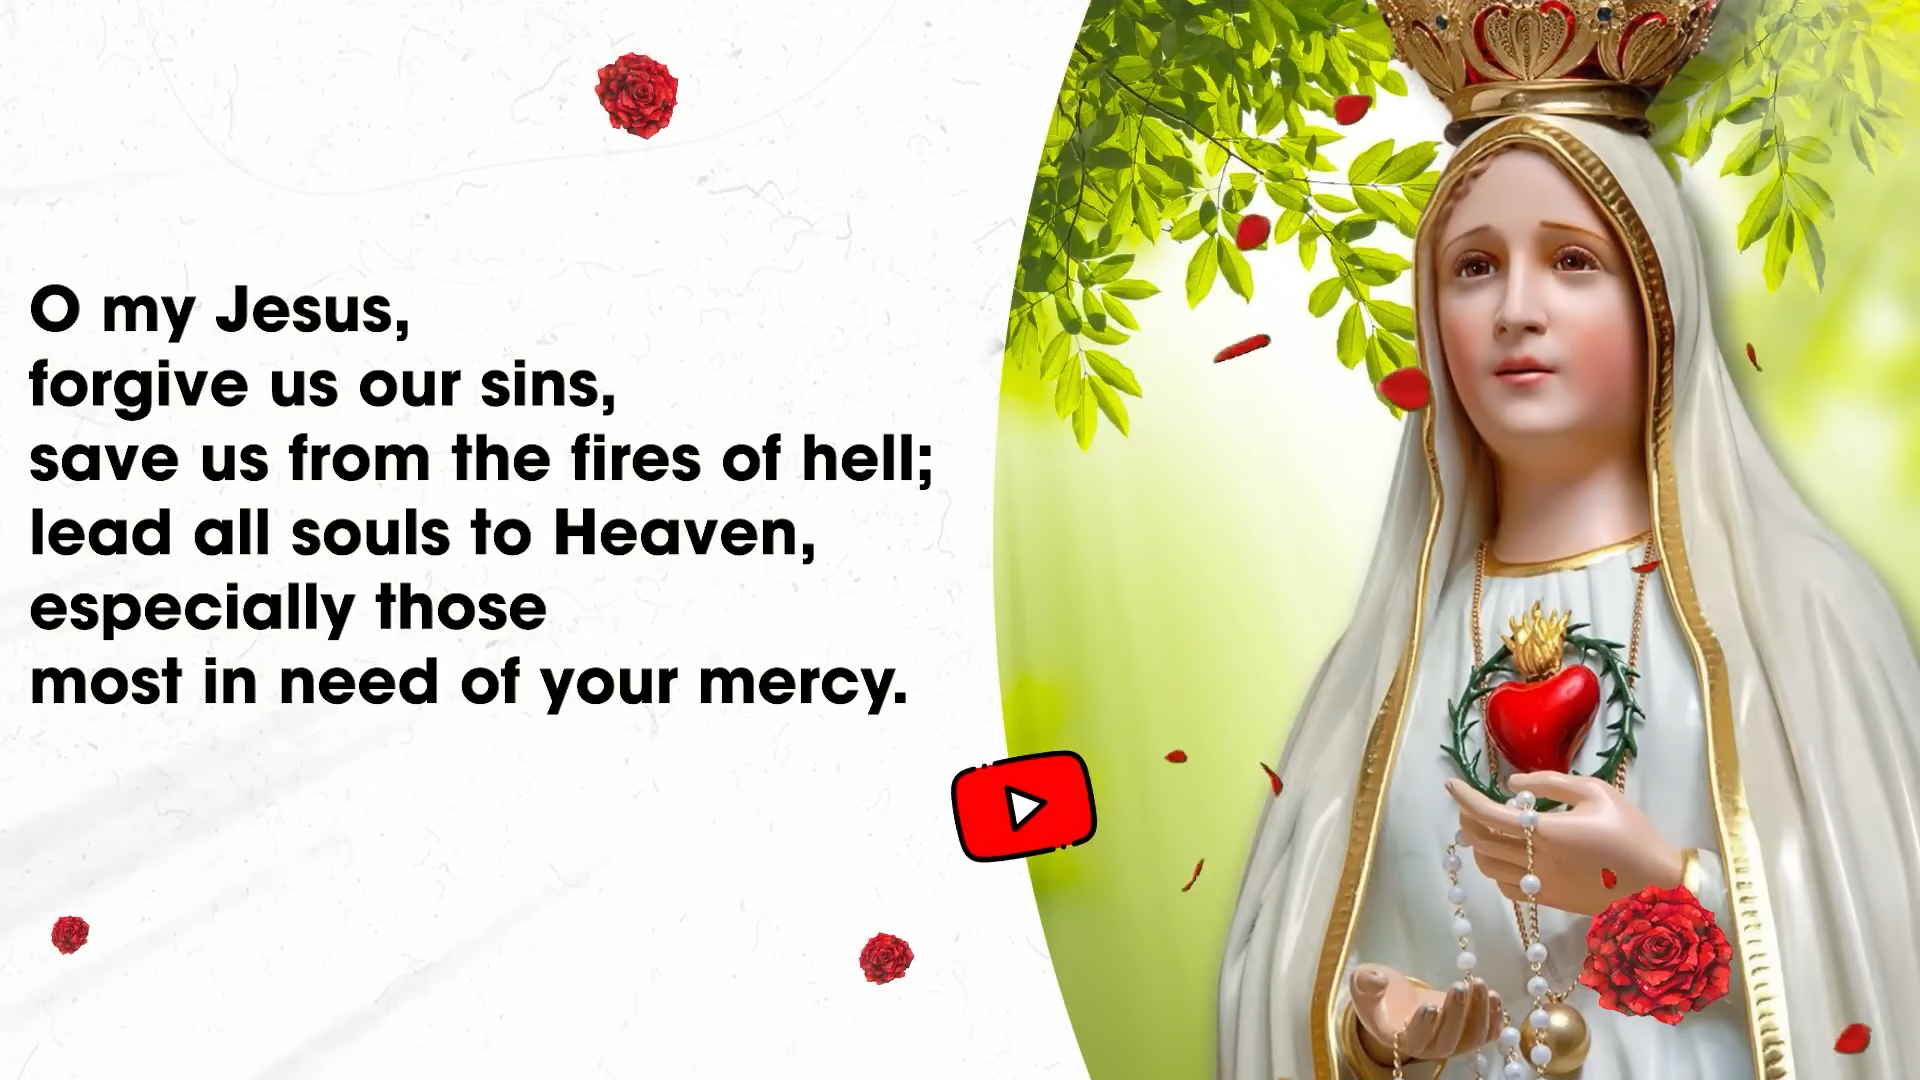 O my Jesus,
forgive us our sins,
save us from the fires of hell;
lead all souls to Heaven,
especially those
most in need of your mercy.